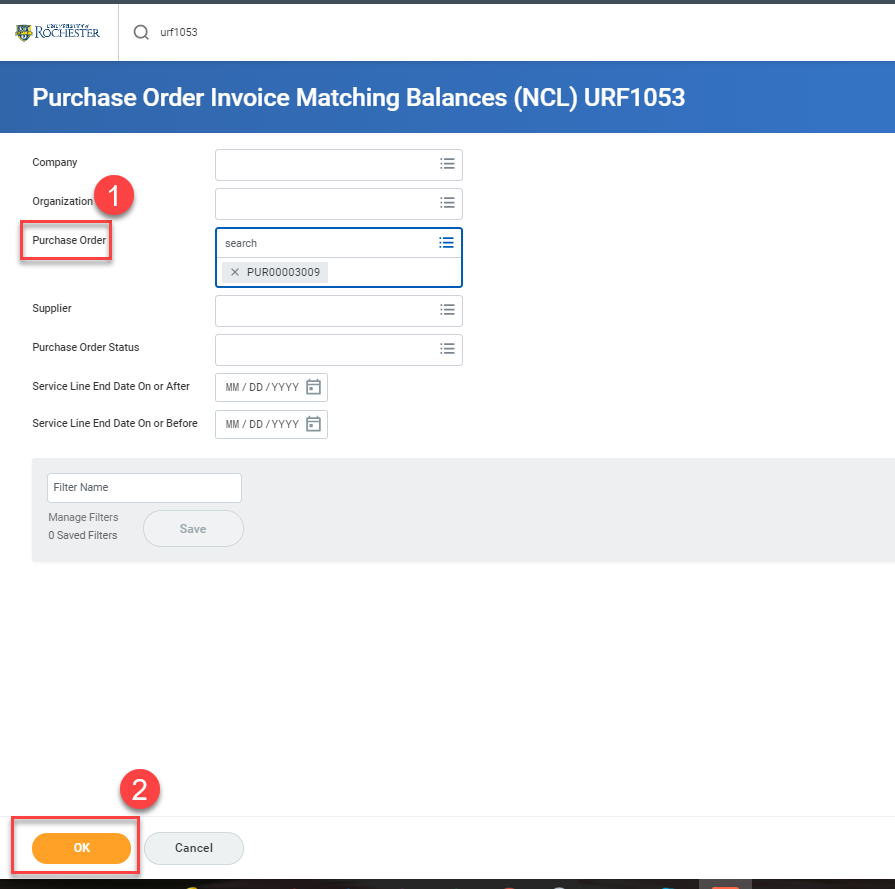 UNIVERSITY of
ROCHESTER
urf1053
Purchase Order Invoice Matching Balances (NCL) URF1053
Company
Organization
1
Purchase Order
search
PUR00003009
Supplier
Purchase Order Status
Service Line End Date On or After
MM / DD / YYYY
Service Line End Date On or Before
MM / DD / YYYY
Filter Name
Manage Filters
0 Saved Filters
Save
2
OK
Cancel